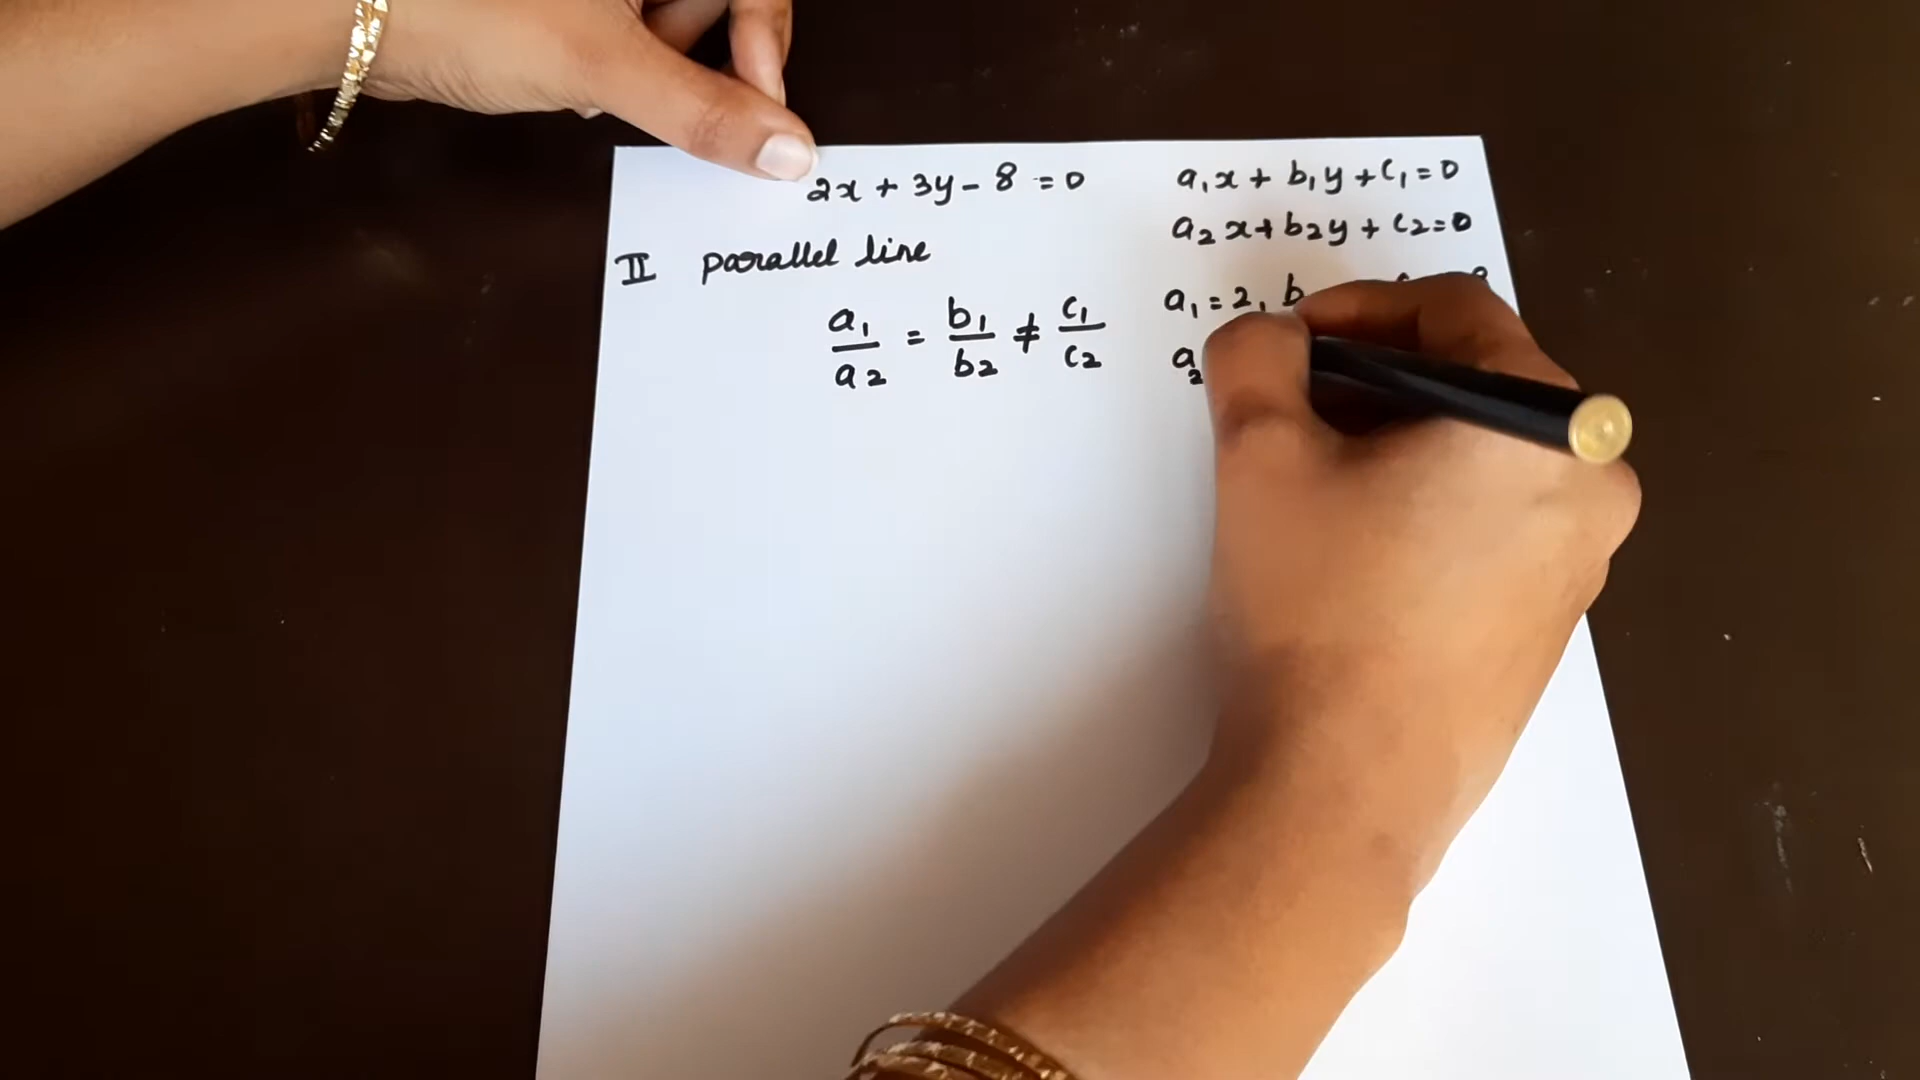 2x + 3y - 8 = 0
a₁x + b₁y + c₁ = 0
a₂x + b₂y + c₂ = 0
II parallel line
a₁/a₂ = b₁/b₂ ≠ c₁/c₂
a₁ = 2, b
a₂